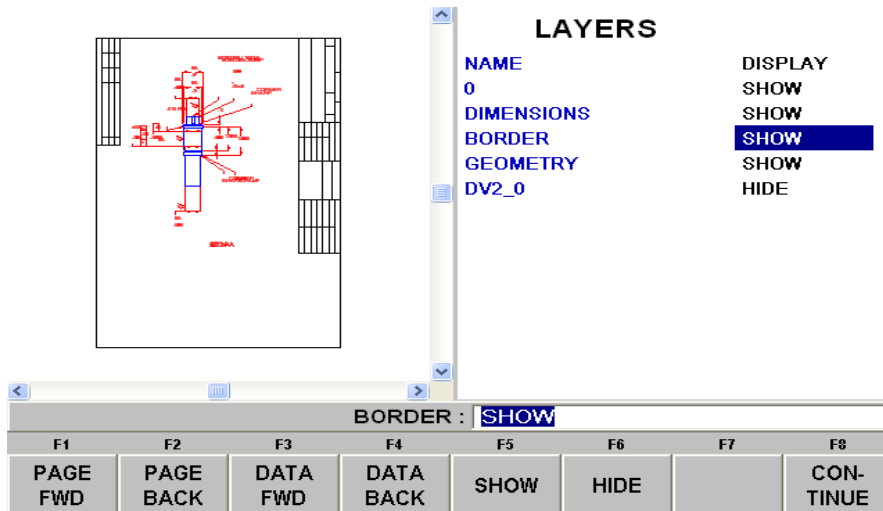 LAYERS
NAME DISPLAY
0 SHOW
DIMENSIONS SHOW
BORDER SHOW
GEOMETRY SHOW
DV2_0 HIDE
BORDER : SHOW
F1 F2 F3 F4 F5 F6 F7 F8
PAGE FWD PAGE BACK DATA FWD DATA BACK SHOW HIDE CON-TINUE